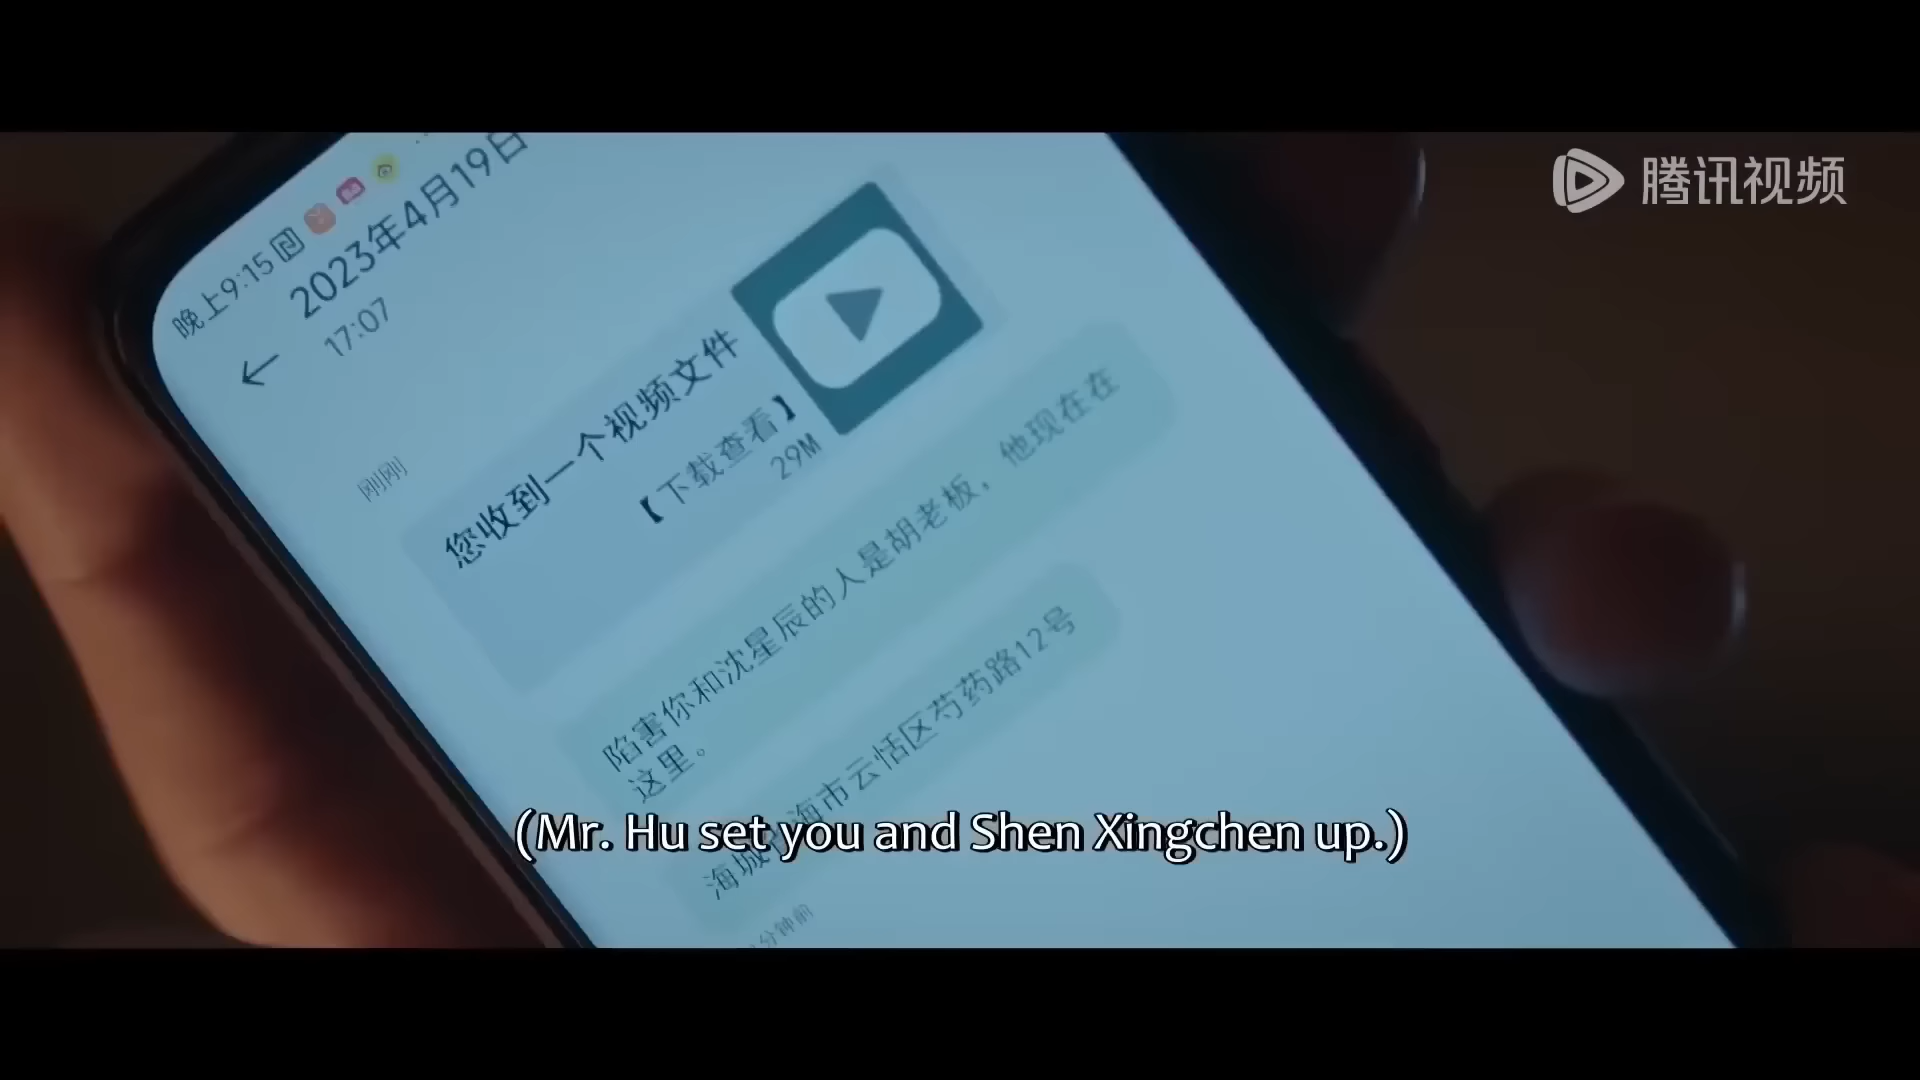 腾讯视频
晚上9:15
2023年4月19日
17:07
刚刚
您收到一个视频文件
【下载查看】
29M
陷害你和沈星辰的人是胡老板，他现在在
这里。
市云恬区芍药路12号
分钟前
(Mr. Hu set you and Shen Xingchen up.)